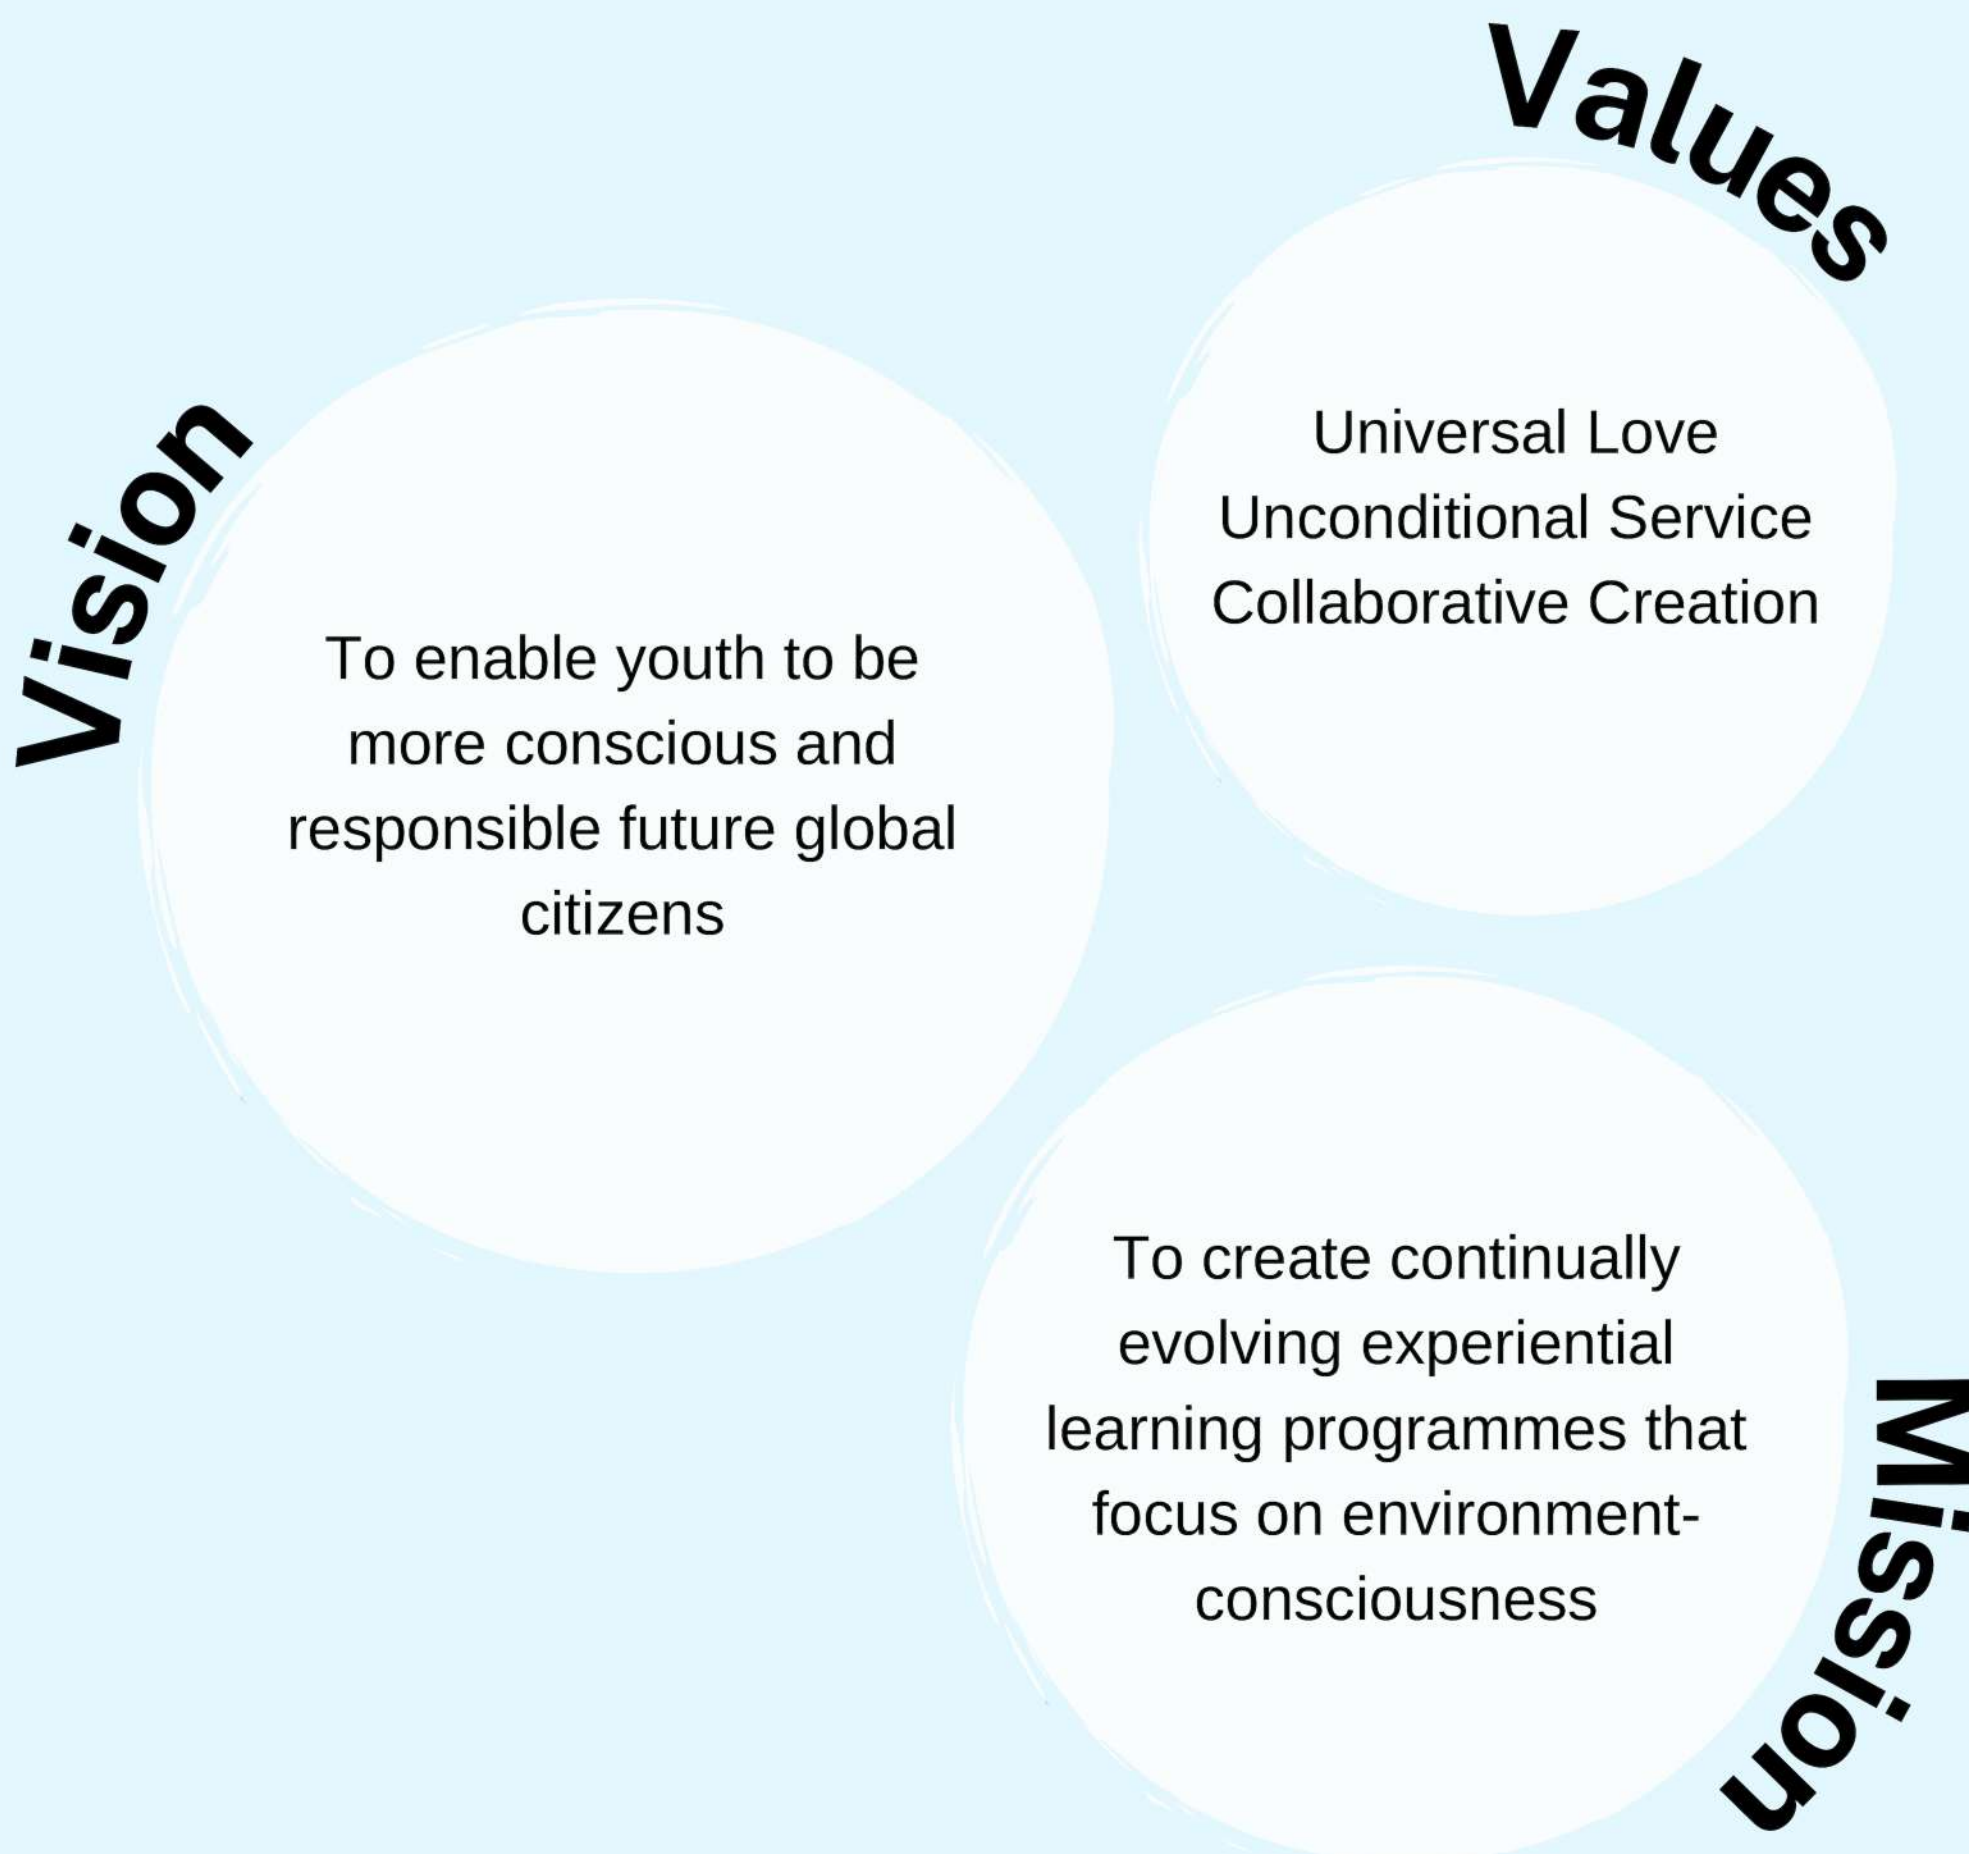 Values
Universal Love
Unconditional Service
Collaborative Creation
Vision
To enable youth to be
more conscious and
responsible future global
citizens
Mission
To create continually
evolving experiential
learning programmes that
focus on environment-
consciousness